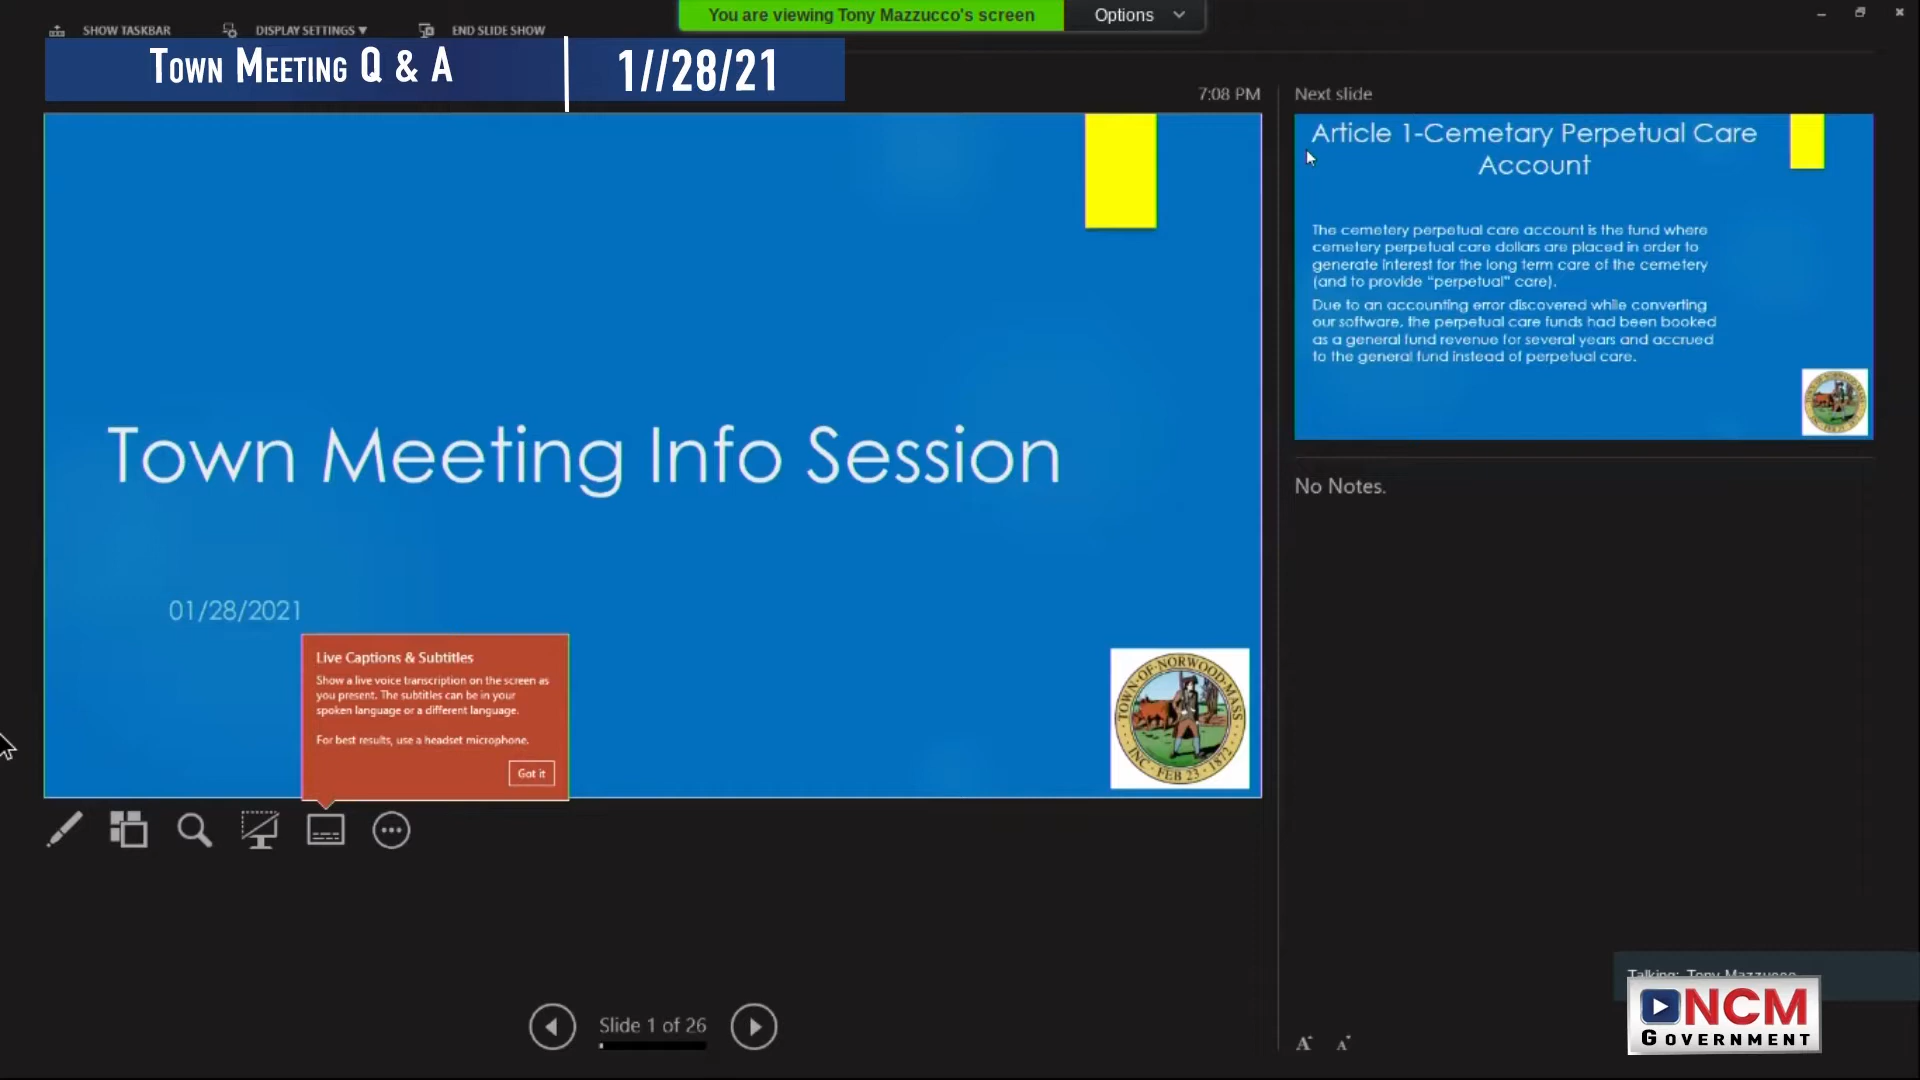 SHOW TASKBAR
DISPLAY SETTINGS ▼
END SLIDE SHOW
You are viewing Tony Mazzucco's screen
Options
Town Meeting Q & A
1//28/21
7:08 PM
Next slide
Town Meeting Info Session
01/28/2021
Live Captions & Subtitles
Show a live voice transcription on the screen as
you present. The subtitles can be in your
spoken language or a different language.
For best results, use a headset microphone.
Got it
TOWN·OF·NORWOOD·MASS
INC·FEB 23·1872
Article 1-Cemetary Perpetual Care
Account
The cemetery perpetual care account is the fund where
cemetery perpetual care dollars are placed in order to
generate interest for the long term care of the cemetery
(and to provide "perpetual" care).
Due to an accounting error discovered while converting
our software, the perpetual care funds had been booked
as a general fund revenue for several years and accrued
to the general fund instead of perpetual care.
No Notes.
Slide 1 of 26
A A
Talking: Tony Mazzucco
NCM
GOVERNMENT